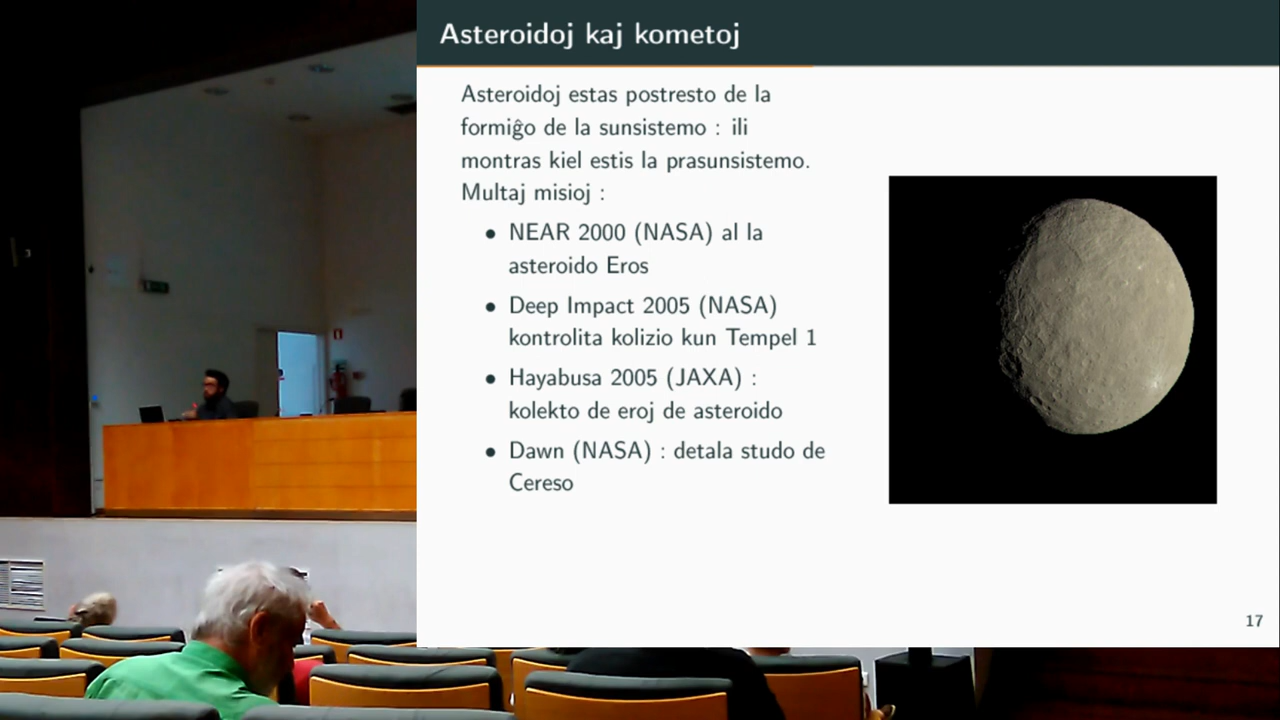 Asteroidoj kaj kometoj
Asteroidoj estas postresto de la
formiĝo de la sunsistemo : ili
montras kiel estis la prasunsistemo.
Multaj misioj :
• NEAR 2000 (NASA) al la
asteroido Eros
• Deep Impact 2005 (NASA)
kontrolita kolizio kun Tempel 1
• Hayabusa 2005 (JAXA) :
kolekto de eroj de asteroido
• Dawn (NASA) : detala studo de
Cereso
17